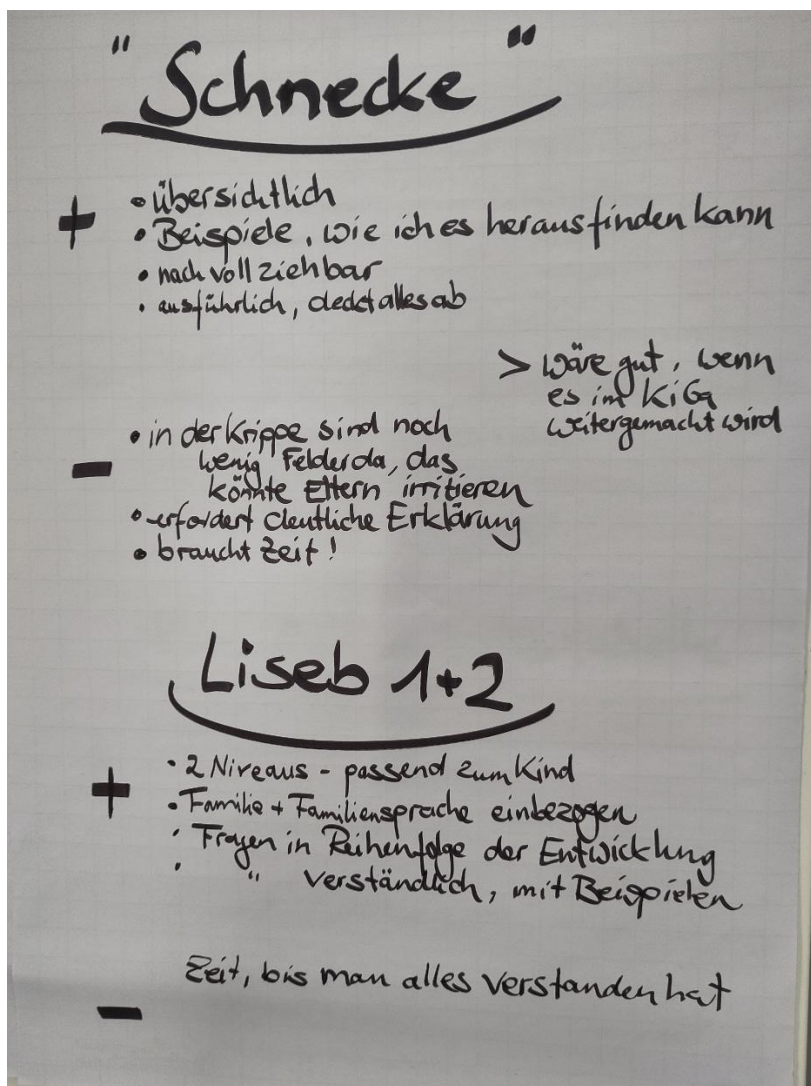 "Schnecke"
+ • übersichtlich
• Beispiele, wie ich es herausfinden kann
• nachvollziehbar
• ausführlich, deckt alles ab
> wäre gut, wenn
es im KiGa
weitergemacht wird
- • in der Krippe sind noch
wenig Felder da, das
könnte Eltern irritieren
• erfordert deutliche Erklärung
• braucht Zeit!
Liseb 1+2
+ • 2 Niveaus - passend zum Kind
• Familie + Familiensprache einbezogen
• Fragen in Reihenfolge der Entwicklung
• " verständlich, mit Beispielen
Zeit, bis man alles verstanden hat
-